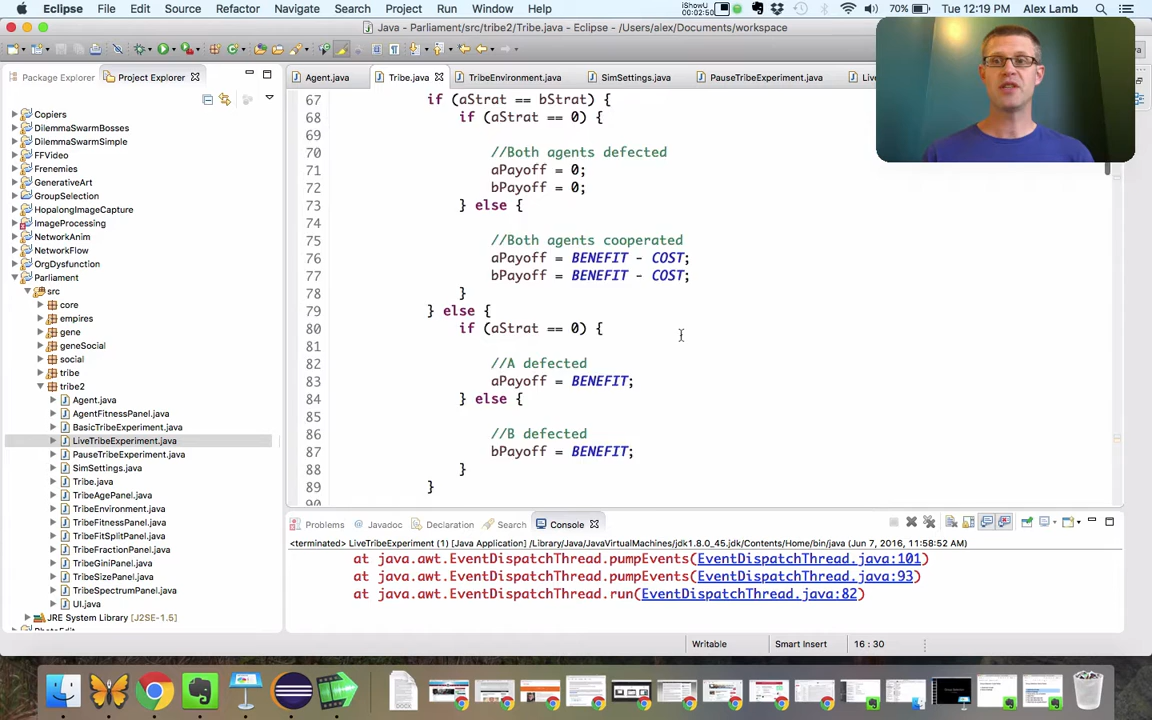 Eclipse File Edit Source Refactor Navigate Search Project Run Window Help iShowU 00:02:50 70% Tue 12:19 PM Alex Lamb
Java - Parliament/src/tribe2/Tribe.java - Eclipse - /Users/alex/Documents/workspace
Package Explorer Project Explorer
Agent.java Tribe.java TribeEnvironment.java SimSettings.java PauseTribeExperiment.java Liv
Copiers
DilemmaSwarmBosses
DilemmaSwarmSimple
FFVideo
Frenemies
GenerativeArt
GroupSelection
HopalongImageCapture
ImageProcessing
NetworkAnim
NetworkFlow
OrgDysfunction
Parliament
src
core
empires
gene
geneSocial
social
tribe
tribe2
Agent.java
AgentFitnessPanel.java
BasicTribeExperiment.java
LiveTribeExperiment.java
PauseTribeExperiment.java
SimSettings.java
Tribe.java
TribeAgePanel.java
TribeEnvironment.java
TribeFitnessPanel.java
TribeFitSplitPanel.java
TribeFractionPanel.java
TribeGiniPanel.java
TribeSizePanel.java
TribeSpectrumPanel.java
UI.java
JRE System Library [J2SE-1.5]
67 if (aStrat == bStrat) {
68 if (aStrat == 0) {
69
70 //Both agents defected
71 aPayoff = 0;
72 bPayoff = 0;
73 } else {
74
75 //Both agents cooperated
76 aPayoff = BENEFIT - COST;
77 bPayoff = BENEFIT - COST;
78 }
79 } else {
80 if (aStrat == 0) {
81
82 //A defected
83 aPayoff = BENEFIT;
84 } else {
85
86 //B defected
87 bPayoff = BENEFIT;
88 }
89 }
Problems Javadoc Declaration Search Console
<terminated> LiveTribeExperiment (1) [Java Application] /Library/Java/JavaVirtualMachines/jdk1.8.0_45.jdk/Contents/Home/bin/java (Jun 7, 2016, 11:58:52 AM)
at java.awt.EventDispatchThread.pumpEvents(EventDispatchThread.java:101)
at java.awt.EventDispatchThread.pumpEvents(EventDispatchThread.java:93)
at java.awt.EventDispatchThread.run(EventDispatchThread.java:82)
Writable Smart Insert 16 : 30